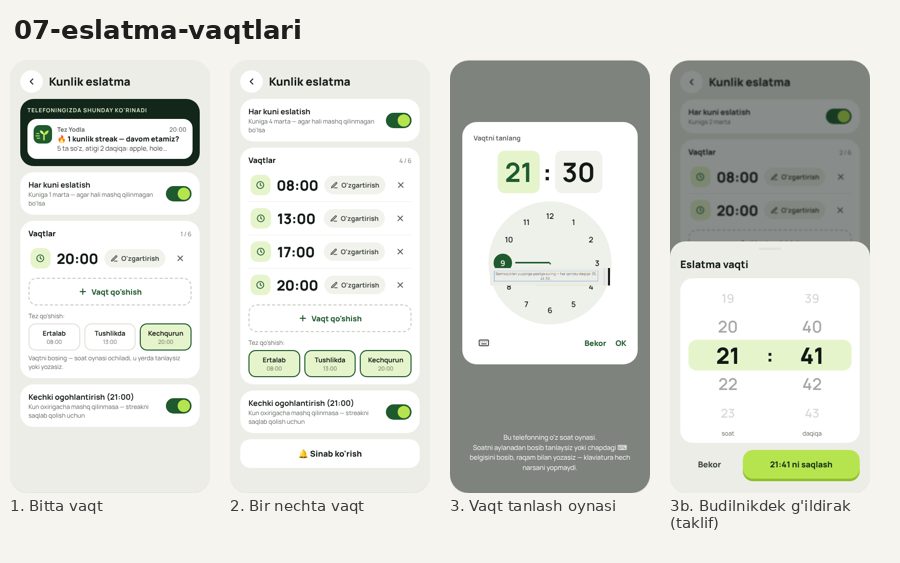 07-eslatma-vaqtlari
Kunlik eslatma
TELEFONINGIZDA SHUNDAY KO'RINADI
Tez Yodla
20:00
🔥 1 kunlik streak — davom etamiz?
5 ta so'z, atigi 2 daqiqa: apple, hole...
Har kuni eslatish
Kuniga 1 marta — agar hali mashq qilinmagan
bo'lsa
Vaqtlar
1 / 6
20:00
O'zgartirish
+ Vaqt qo'shish
Tez qo'shish:
Ertalab
08:00
Tushlikda
13:00
Kechqurun
20:00
Vaqtni bosing — soat oynasi ochiladi, u yerda tanlaysiz
yoki yozasiz.
Kechki ogohlantirish (21:00)
Kun oxirigacha mashq qilinmasa — streakni
saqlab qolish uchun
1. Bitta vaqt
Kunlik eslatma
Har kuni eslatish
Kuniga 4 marta — agar hali mashq qilinmagan
bo'lsa
Vaqtlar
4 / 6
08:00
O'zgartirish
13:00
O'zgartirish
17:00
O'zgartirish
20:00
O'zgartirish
+ Vaqt qo'shish
Tez qo'shish:
Ertalab
08:00
Tushlikda
13:00
Kechqurun
20:00
Kechki ogohlantirish (21:00)
Kun oxirigacha mashq qilinmasa — streakni
saqlab qolish uchun
🔔 Sinab ko'rish
2. Bir nechta vaqt
Vaqtni tanlang
21 : 30
12
11
1
10
2
9
3
8
4
7
5
6
Bekor
OK
Bu telefonning o'z soat oynasi.
Soatni aylanadan bosib tanlaysiz yoki chapdagi ⌨
belgisini bosib, raqam bilan yozasiz — klaviatura hech
narsani yopmaydi.
3. Vaqt tanlash oynasi
Kunlik eslatma
Har kuni eslatish
Kuniga 2 marta
Vaqtlar
2 / 6
08:00
O'zgartirish
20:00
O'zgartirish
Eslatma vaqti
19
39
20
40
21 : 41
22
42
23
43
soat
daqiqa
Bekor
21:41 ni saqlash
3b. Budilnikdek g'ildirak
(taklif)